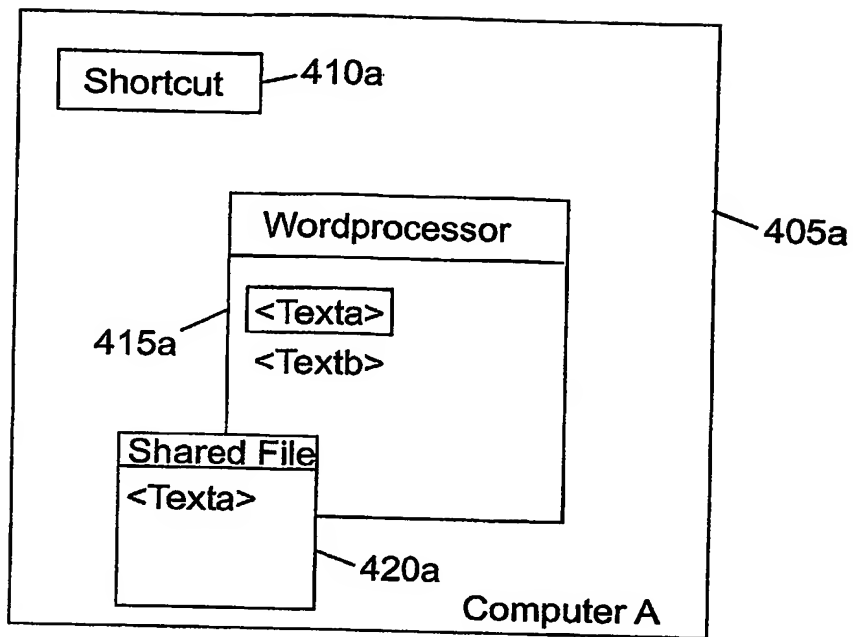 Shortcut
410a
Wordprocessor
405a
<Texta>
415a
<Textb>
Shared File
<Texta>
420a
Computer A